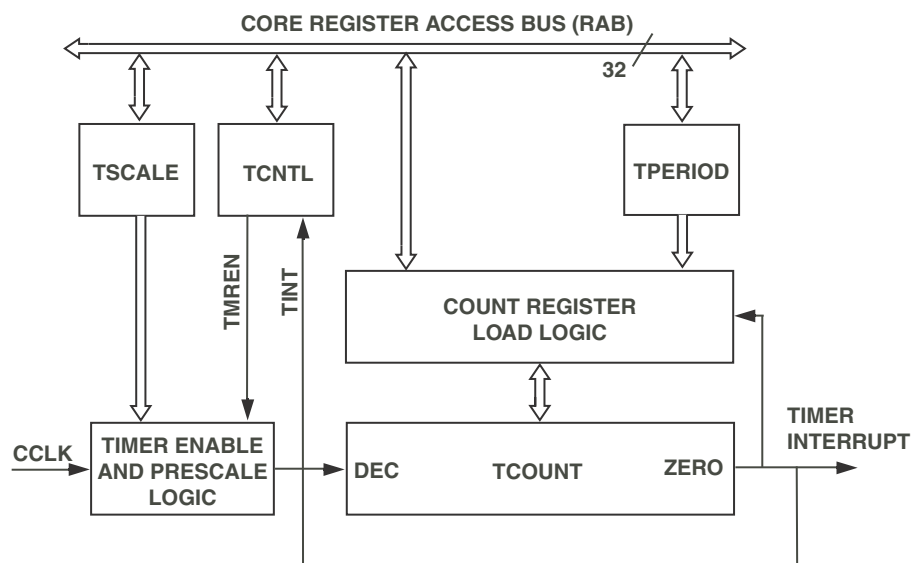 CORE REGISTER ACCESS BUS (RAB)
32
TSCALE
TCNTL
TPERIOD
TMREN
TINT
COUNT REGISTER
LOAD LOGIC
CCLK
TIMER ENABLE
AND PRESCALE
LOGIC
DEC
TCOUNT
ZERO
TIMER
INTERRUPT